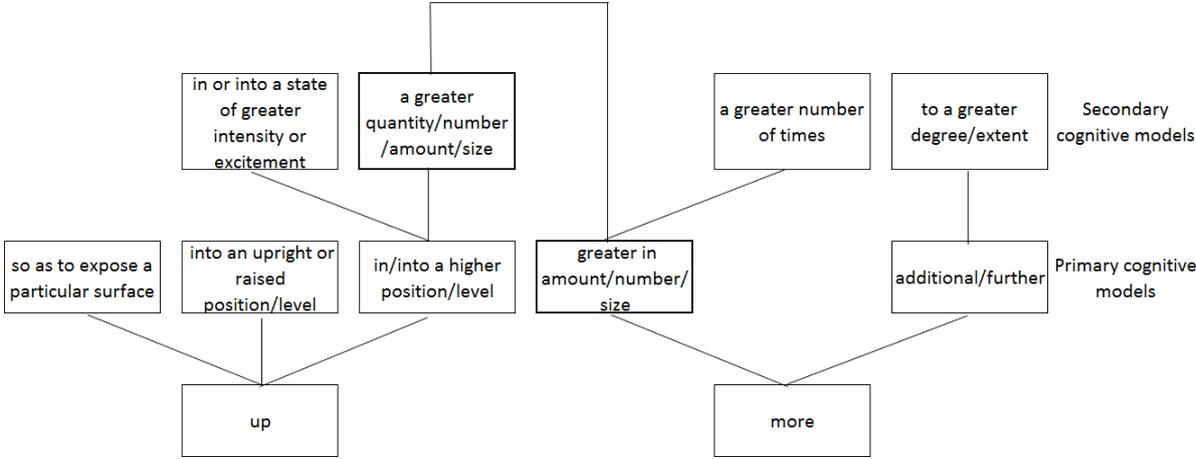 in or into a state
of greater
intensity or
excitement
a greater
quantity/number
/amount/size
a greater number
of times
to a greater
degree/extent
Secondary
cognitive models
so as to expose a
particular surface
into an upright or
raised
position/level
in/into a higher
position/level
greater in
amount/number/
size
additional/further
Primary cognitive
models
up
more